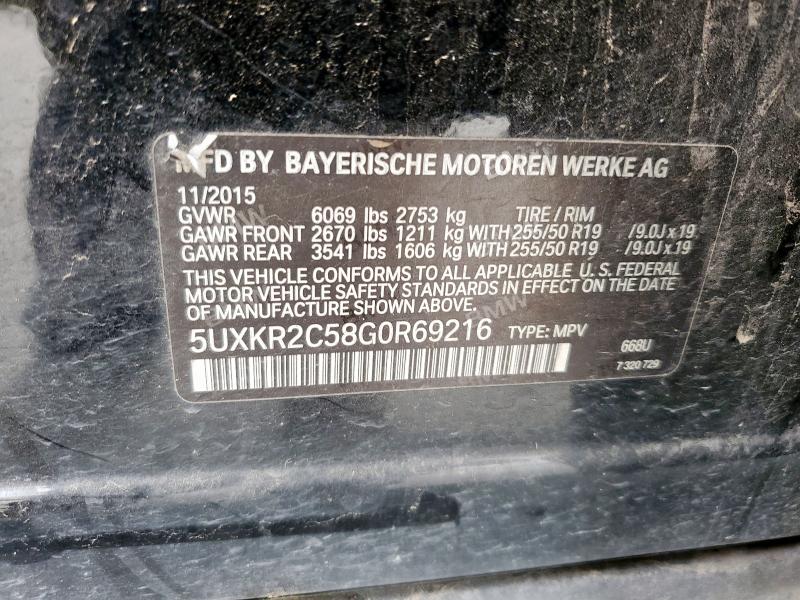 MFD BY BAYERISCHE MOTOREN WERKE AG
11/2015
GVWR 6069 lbs 2753 kg TIRE / RIM
GAWR FRONT 2670 lbs 1211 kg WITH 255/50 R19 /9.0J x 19
GAWR REAR 3541 lbs 1606 kg WITH 255/50 R19 /9.0J x 19
THIS VEHICLE CONFORMS TO ALL APPLICABLE U. S. FEDERAL
MOTOR VEHICLE SAFETY STANDARDS IN EFFECT ON THE DATE
OF MANUFACTURE SHOWN ABOVE.
5UXKR2C58G0R69216 TYPE: MPV 668U
7 320 729